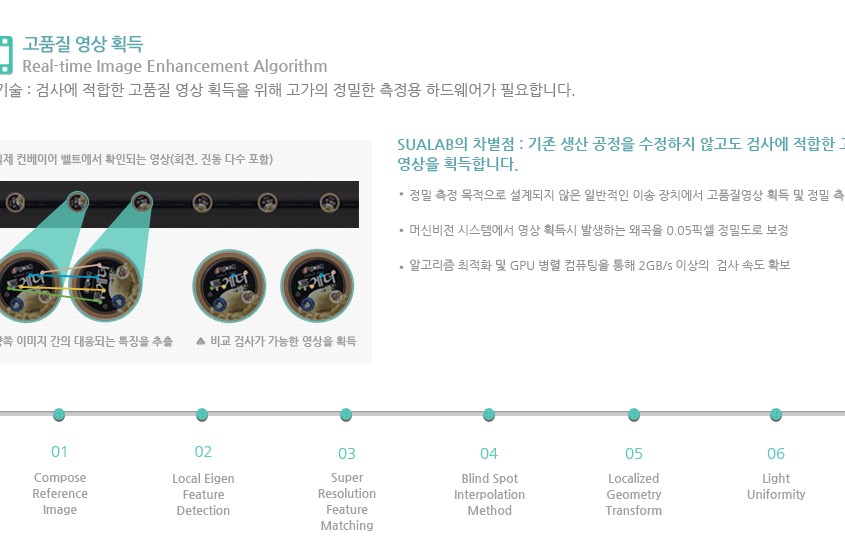 고품질 영상 획득
Real-time Image Enhancement Algorithm
기술 : 검사에 적합한 고품질 영상 획득을 위해 고가의 정밀한 측정용 하드웨어가 필요합니다.
컨베이어 벨트에서 확인되는 영상(회전, 진동 다수 포함)
이미지 간의 대응되는 특징을 추출
▲ 비교 검사가 가능한 영상을 획득
SUALAB의 차별점 : 기존 생산 공정을 수정하지 않고도 검사에 적합한
영상을 획득합니다.
• 정밀 측정 목적으로 설계되지 않은 일반적인 이송 장치에서 고품질영상 획득 및 정밀
• 머신비전 시스템에서 영상 획득시 발생하는 왜곡을 0.05픽셀 정밀도로 보정
• 알고리즘 최적화 및 GPU 병렬 컴퓨팅을 통해 2GB/s 이상의 검사 속도 확보
01
Compose
Reference
Image
02
Local Eigen
Feature
Detection
03
Super
Resolution
Feature
Matching
04
Blind Spot
Interpolation
Method
05
Localized
Geometry
Transform
06
Light
Uniformity